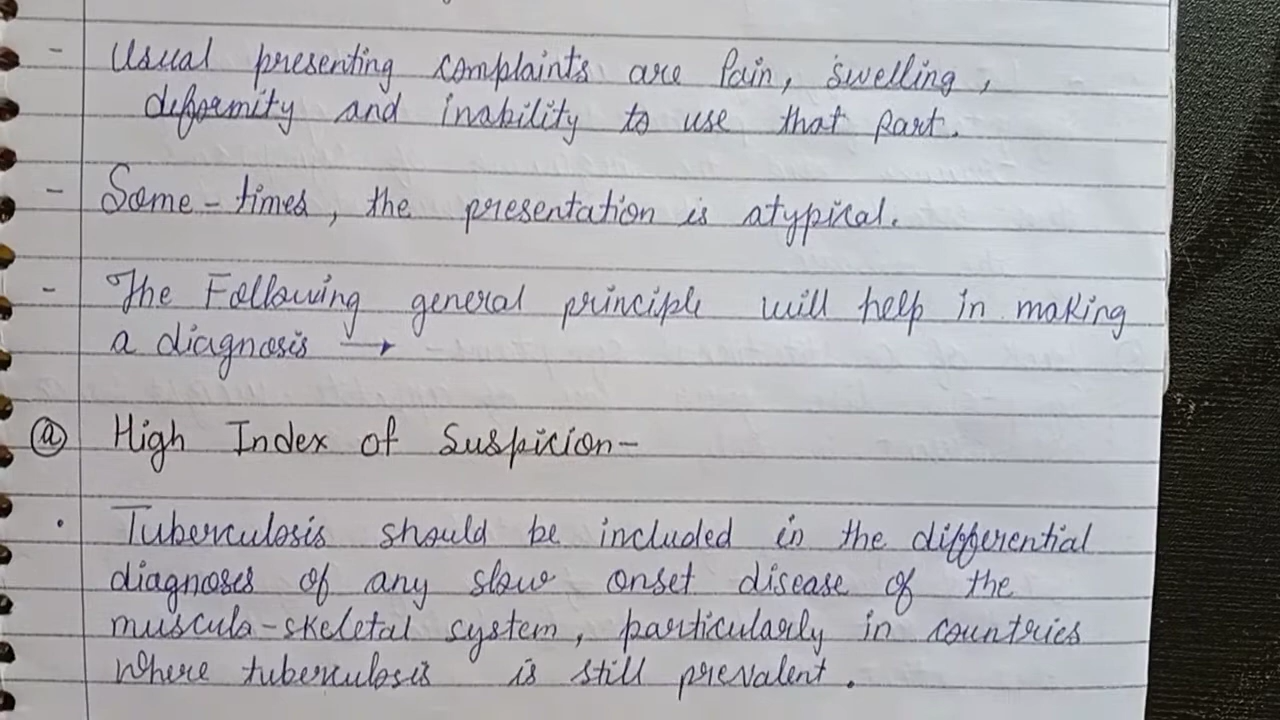 - Usual presenting complaints are Pain, swelling,
deformity and inability to use that part.
- Some-times, the presentation is atypical.
- The Following general principle will help in making
a diagnosis →
ⓐ High Index of Suspicion-
· Tuberculosis should be included in the differential
diagnoses of any slow onset disease of the
musculo-skeletal system, particularly in countries
where tuberculosis is still prevalent.